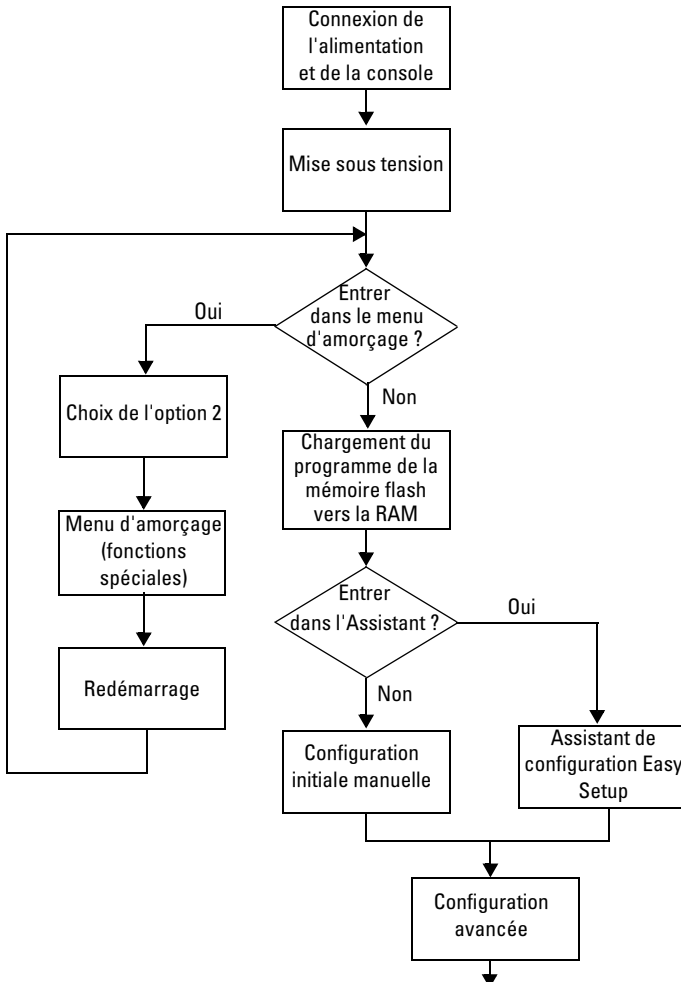 Connexion de
l'alimentation
et de la console
Mise sous tension
Entrer
dans le menu
d'amorçage ?
Oui
Non
Choix de l'option 2
Chargement du
programme de la
mémoire flash
vers la RAM
Menu d'amorçage
(fonctions
spéciales)
Entrer
dans l'Assistant ?
Oui
Non
Redémarrage
Configuration
initiale manuelle
Assistant de
configuration Easy
Setup
Configuration
avancée